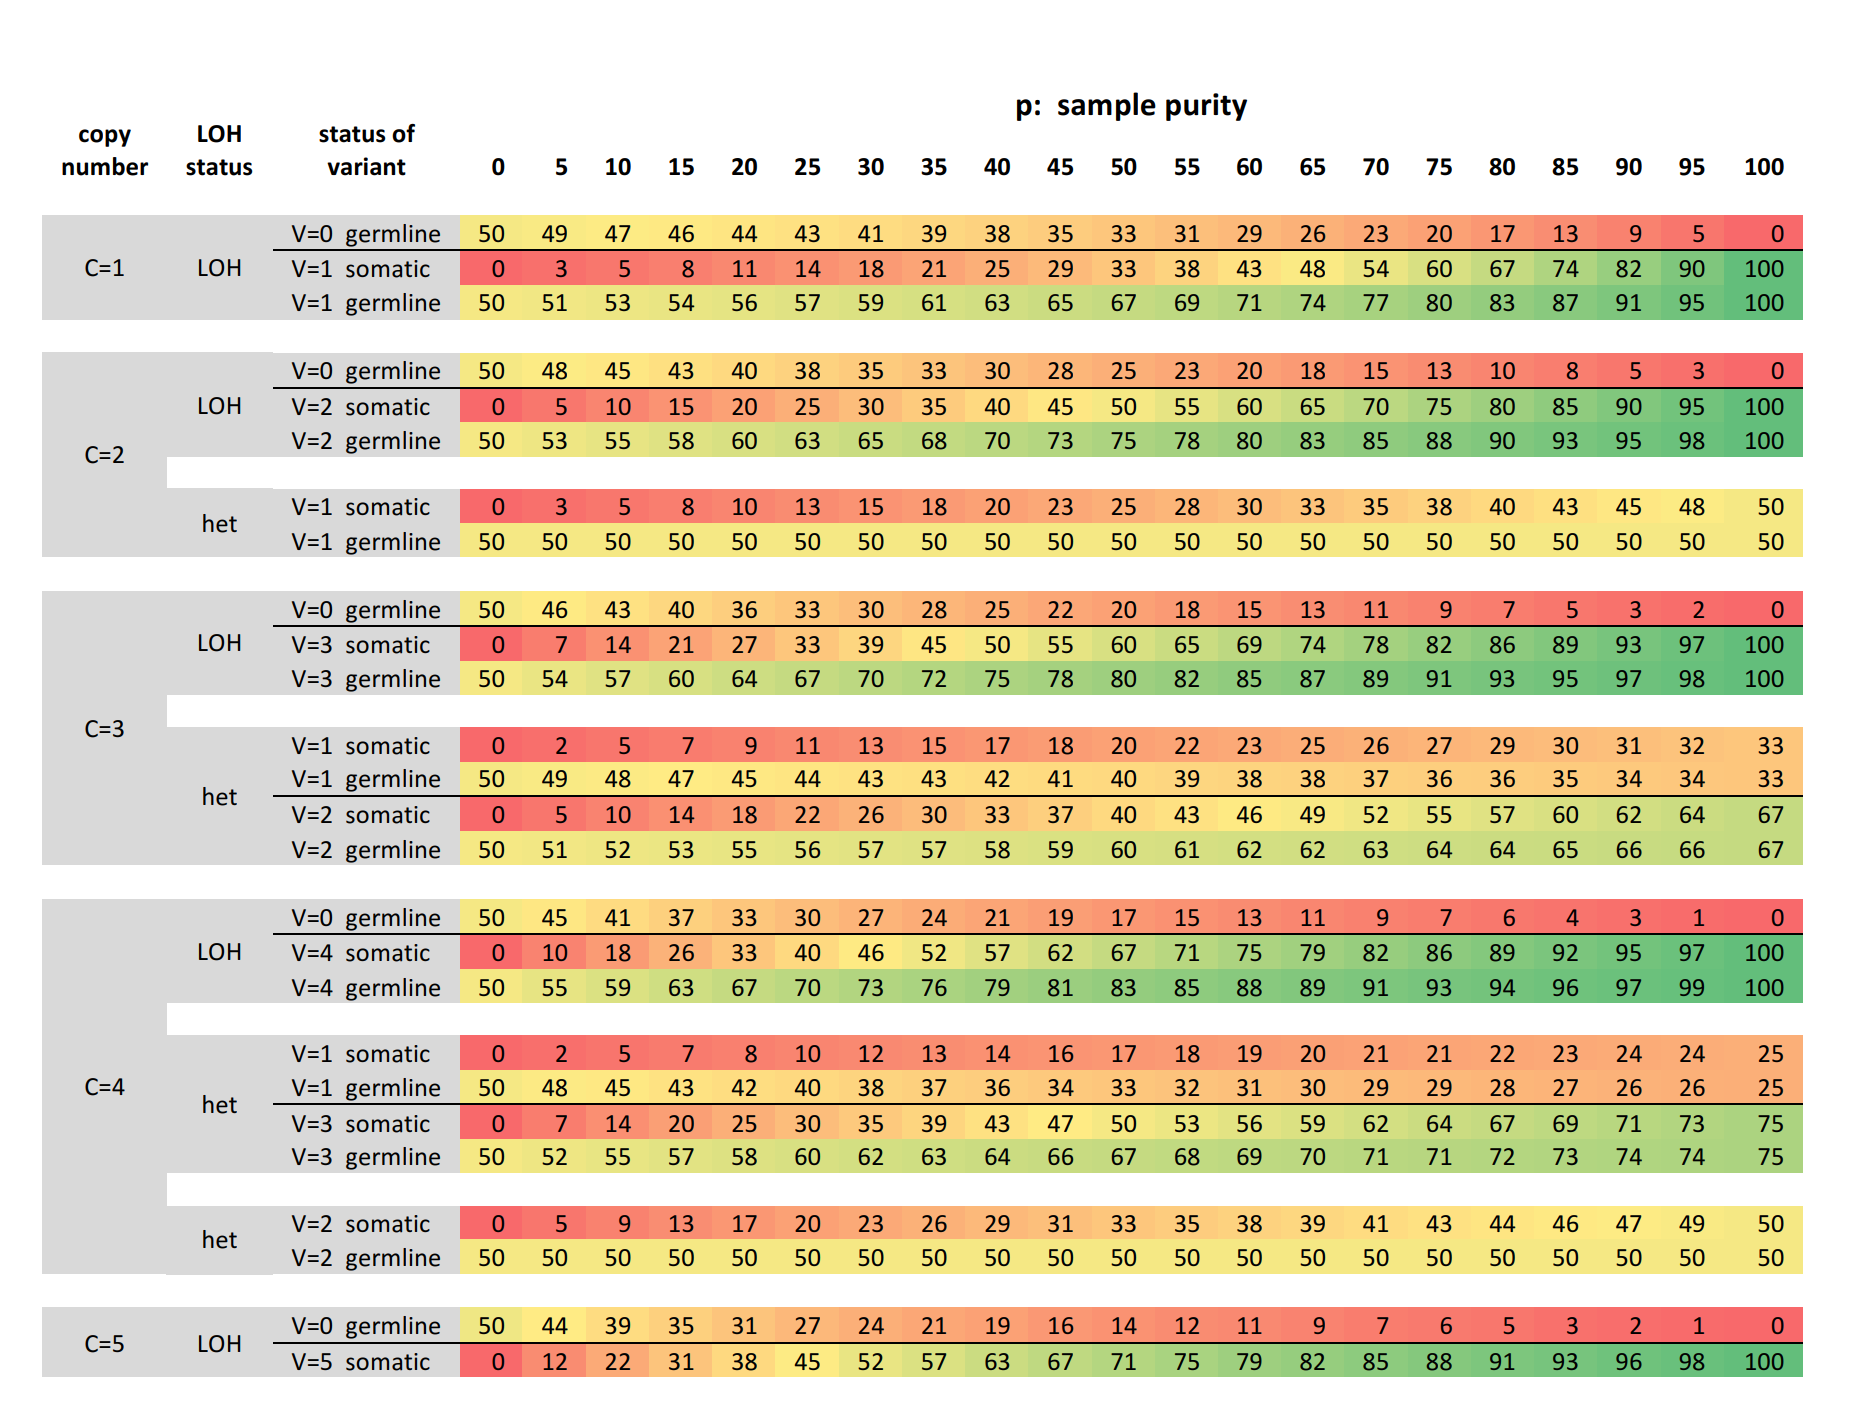 p: sample purity
copy number LOH status status of variant 0 5 10 15 20 25 30 35 40 45 50 55 60 65 70 75 80 85 90 95 100
V=0 germline 50 49 47 46 44 43 41 39 38 35 33 31 29 26 23 20 17 13 9 5 0
C=1 LOH V=1 somatic 0 3 5 8 11 14 18 21 25 29 33 38 43 48 54 60 67 74 82 90 100
V=1 germline 50 51 53 54 56 57 59 61 63 65 67 69 71 74 77 80 83 87 91 95 100
V=0 germline 50 48 45 43 40 38 35 33 30 28 25 23 20 18 15 13 10 8 5 3 0
LOH V=2 somatic 0 5 10 15 20 25 30 35 40 45 50 55 60 65 70 75 80 85 90 95 100
V=2 germline 50 53 55 58 60 63 65 68 70 73 75 78 80 83 85 88 90 93 95 98 100
C=2
V=1 somatic 0 3 5 8 10 13 15 18 20 23 25 28 30 33 35 38 40 43 45 48 50
het
V=1 germline 50 50 50 50 50 50 50 50 50 50 50 50 50 50 50 50 50 50 50 50 50
V=0 germline 50 46 43 40 36 33 30 28 25 22 20 18 15 13 11 9 7 5 3 2 0
LOH V=3 somatic 0 7 14 21 27 33 39 45 50 55 60 65 69 74 78 82 86 89 93 97 100
V=3 germline 50 54 57 60 64 67 70 72 75 78 80 82 85 87 89 91 93 95 97 98 100
C=3
V=1 somatic 0 2 5 7 9 11 13 15 17 18 20 22 23 25 26 27 29 30 31 32 33
V=1 germline 50 49 48 47 45 44 43 43 42 41 40 39 38 38 37 36 36 35 34 34 33
het
V=2 somatic 0 5 10 14 18 22 26 30 33 37 40 43 46 49 52 55 57 60 62 64 67
V=2 germline 50 51 52 53 55 56 57 57 58 59 60 61 62 62 63 64 64 65 66 66 67
V=0 germline 50 45 41 37 33 30 27 24 21 19 17 15 13 11 9 7 6 4 3 1 0
LOH V=4 somatic 0 10 18 26 33 40 46 52 57 62 67 71 75 79 82 86 89 92 95 97 100
V=4 germline 50 55 59 63 67 70 73 76 79 81 83 85 88 89 91 93 94 96 97 99 100
V=1 somatic 0 2 5 7 8 10 12 13 14 16 17 18 19 20 21 21 22 23 24 24 25
C=4 V=1 germline 50 48 45 43 42 40 38 37 36 34 33 32 31 30 29 29 28 27 26 26 25
het
V=3 somatic 0 7 14 20 25 30 35 39 43 47 50 53 56 59 62 64 67 69 71 73 75
V=3 germline 50 52 55 57 58 60 62 63 64 66 67 68 69 70 71 71 72 73 74 74 75
V=2 somatic 0 5 9 13 17 20 23 26 29 31 33 35 38 39 41 43 44 46 47 49 50
het
V=2 germline 50 50 50 50 50 50 50 50 50 50 50 50 50 50 50 50 50 50 50 50 50
V=0 germline 50 44 39 35 31 27 24 21 19 16 14 12 11 9 7 6 5 3 2 1 0
C=5 LOH
V=5 somatic 0 12 22 31 38 45 52 57 63 67 71 75 79 82 85 88 91 93 96 98 100